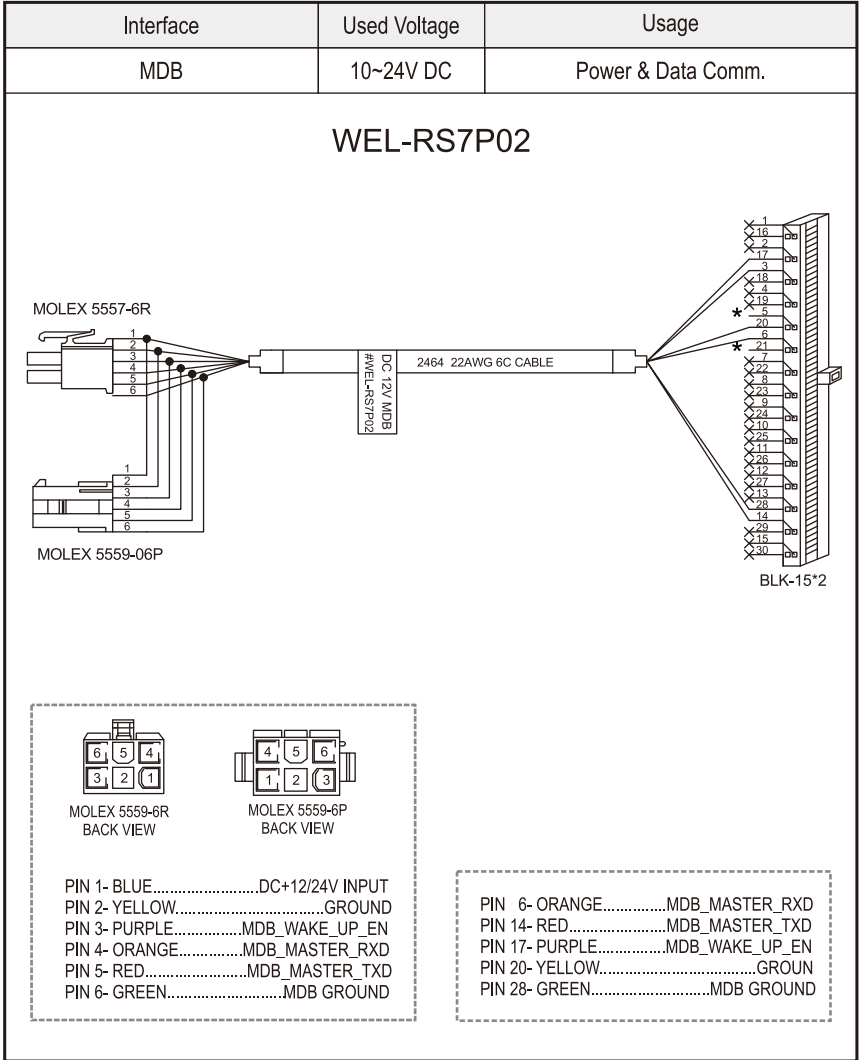 Interface Used Voltage Usage
MDB 10~24V DC Power & Data Comm.
WEL-RS7P02
MOLEX 5557-6R
1
2
3
4
5
6
DC 12V MDB
#WEL-RS7P02
2464 22AWG 6C CABLE
1
2
3
4
5
6
MOLEX 5559-06P
1
16
2
17
3
18
4
19
* 5
20
6
* 21
7
22
8
23
9
24
10
25
11
26
12
27
13
28
14
29
15
30
BLK-15*2
6 5 4
3 2 1
MOLEX 5559-6R
BACK VIEW
4 5 6
1 2 3
MOLEX 5559-6P
BACK VIEW
PIN 1- BLUE.......................DC+12/24V INPUT
PIN 2- YELLOW................................GROUND
PIN 3- PURPLE..............MDB_WAKE_UP_EN
PIN 4- ORANGE.............MDB_MASTER_RXD
PIN 5- RED.....................MDB_MASTER_TXD
PIN 6- GREEN.........................MDB GROUND
PIN 6- ORANGE.............MDB_MASTER_RXD
PIN 14- RED....................MDB_MASTER_TXD
PIN 17- PURPLE..............MDB_WAKE_UP_EN
PIN 20- YELLOW.................................GROUN
PIN 28- GREEN.........................MDB GROUND